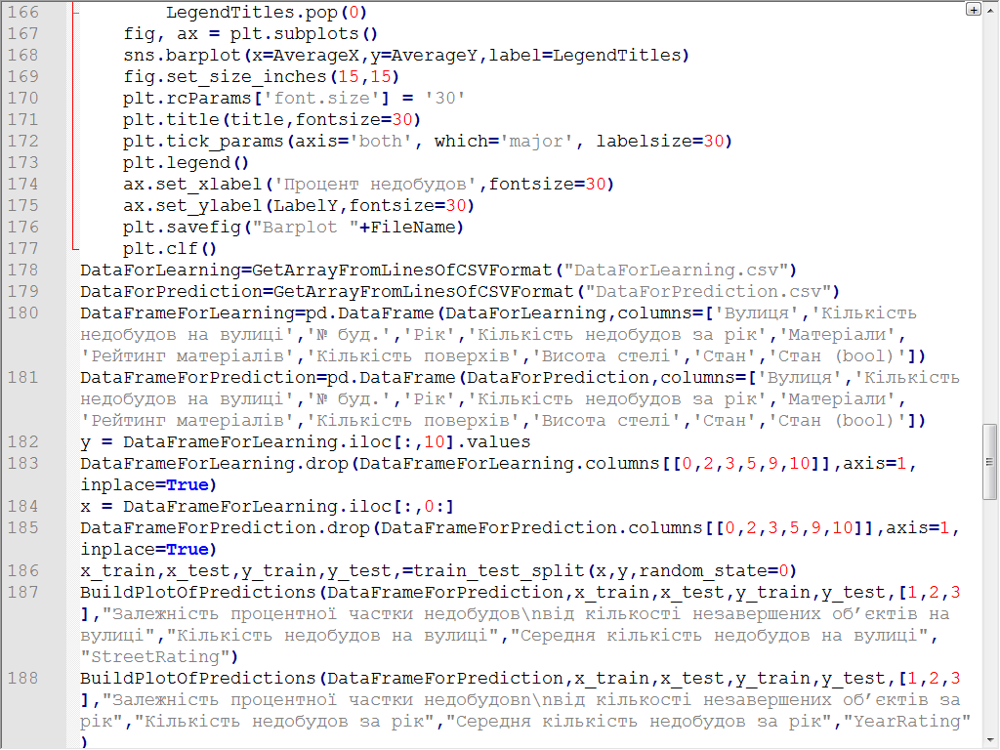 166             LegendTitles.pop(0)
167         fig, ax = plt.subplots()
168         sns.barplot(x=AverageX,y=AverageY,label=LegendTitles)
169         fig.set_size_inches(15,15)
170         plt.rcParams['font.size'] = '30'
171         plt.title(title,fontsize=30)
172         plt.tick_params(axis='both', which='major', labelsize=30)
173         plt.legend()
174         ax.set_xlabel('Процент недобудов',fontsize=30)
175         ax.set_ylabel(LabelY,fontsize=30)
176         plt.savefig("Barplot "+FileName)
177         plt.clf()
178     DataForLearning=GetArrayFromLinesOfCSVFormat("DataForLearning.csv")
179     DataForPrediction=GetArrayFromLinesOfCSVFormat("DataForPrediction.csv")
180     DataFrameForLearning=pd.DataFrame(DataForLearning,columns=['Вулиця','Кількість
недобудов на вулиці','№ буд.','Рік','Кількість недобудов за рік','Матеріали',
'Рейтинг матеріалів','Кількість поверхів','Висота стелі','Стан','Стан (bool)'])
181     DataFrameForPrediction=pd.DataFrame(DataForPrediction,columns=['Вулиця','Кількість
недобудов на вулиці','№ буд.','Рік','Кількість недобудов за рік','Матеріали',
'Рейтинг матеріалів','Кількість поверхів','Висота стелі','Стан','Стан (bool)'])
182     y = DataFrameForLearning.iloc[:,10].values
183     DataFrameForLearning.drop(DataFrameForLearning.columns[[0,2,3,5,9,10]],axis=1,
inplace=True)
184     x = DataFrameForLearning.iloc[:,0:]
185     DataFrameForPrediction.drop(DataFrameForPrediction.columns[[0,2,3,5,9,10]],axis=1,
inplace=True)
186     x_train,x_test,y_train,y_test,=train_test_split(x,y,random_state=0)
187     BuildPlotOfPredictions(DataFrameForPrediction,x_train,x_test,y_train,y_test,[1,2,3
],"Залежність процентної частки недобудов\nвід кількості незавершених об’єктів на
вулиці","Кількість недобудов на вулиці","Середня кількість недобудов на вулиці",
"StreetRating")
188     BuildPlotOfPredictions(DataFrameForPrediction,x_train,x_test,y_train,y_test,[1,2,3
],"Залежність процентної частки недобудовn\nвід кількості незавершених об’єктів за
рік","Кількість недобудов за рік","Середня кількість недобудов за рік","YearRating"
)